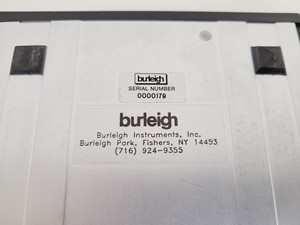 burleigh
SERIAL NUMBER
0000179
burleigh
Burleigh Instruments, Inc.
Burleigh Park, Fishers, NY 14453
(716) 924-9355